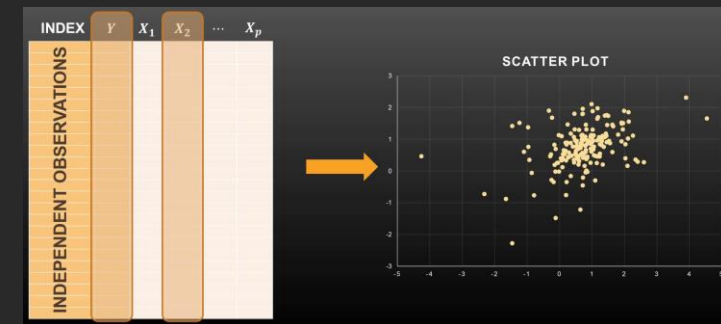 INDEX Y X₁ X₂ ⋯ Xₚ
INDEPENDENT OBSERVATIONS
SCATTER PLOT
3
2
1
0
-1
-2
-3
-5 -4 -3 -2 -1 0 1 2 3 4 5